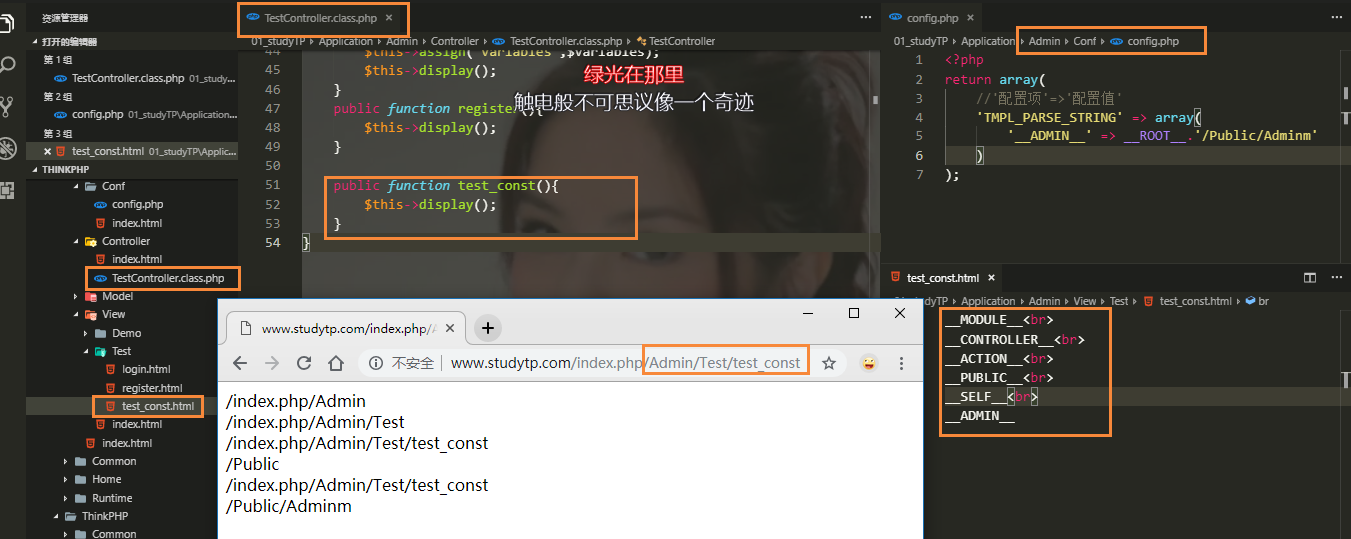 资源管理器
打开的编辑器
第 1 组
TestController.class.php 01_study...
第 2 组
config.php 01_studyTP\Application...
第 3 组
test_const.html 01_studyTP\Applic...
THINKPHP
Conf
config.php
index.html
Controller
index.html
TestController.class.php
Model
View
Demo
Test
login.html
register.html
test_const.html
index.html
index.html
Common
Home
Runtime
ThinkPHP
Common
TestController.class.php
01_studyTP › Application › Admin › Controller › TestController.class.php › TestController
44 $this->assign('variables',$variables);
45 $this->display();
46 }
47 public function register(){
48 $this->display();
49 }
50
51 public function test_const(){
52 $this->display();
53 }
54 }
绿光在那里
触电般不可思议像一个奇迹
config.php
01_studyTP › Application › Admin › Conf › config.php
1 <?php
2 return array(
3 //'配置项'=>'配置值'
4 'TMPL_PARSE_STRING' => array(
5 '__ADMIN__' => __ROOT__.'/Public/Adminm'
6 )
7 );
test_const.html
01_studyTP › Application › Admin › View › Test › test_const.html › br
__MODULE__<br>
__CONTROLLER__<br>
__ACTION__<br>
__PUBLIC__<br>
__SELF__<br>
__ADMIN__
www.studytp.com/index.php/A
不安全 www.studytp.com/index.php/Admin/Test/test_const
/index.php/Admin
/index.php/Admin/Test
/index.php/Admin/Test/test_const
/Public
/index.php/Admin/Test/test_const
/Public/Adminm